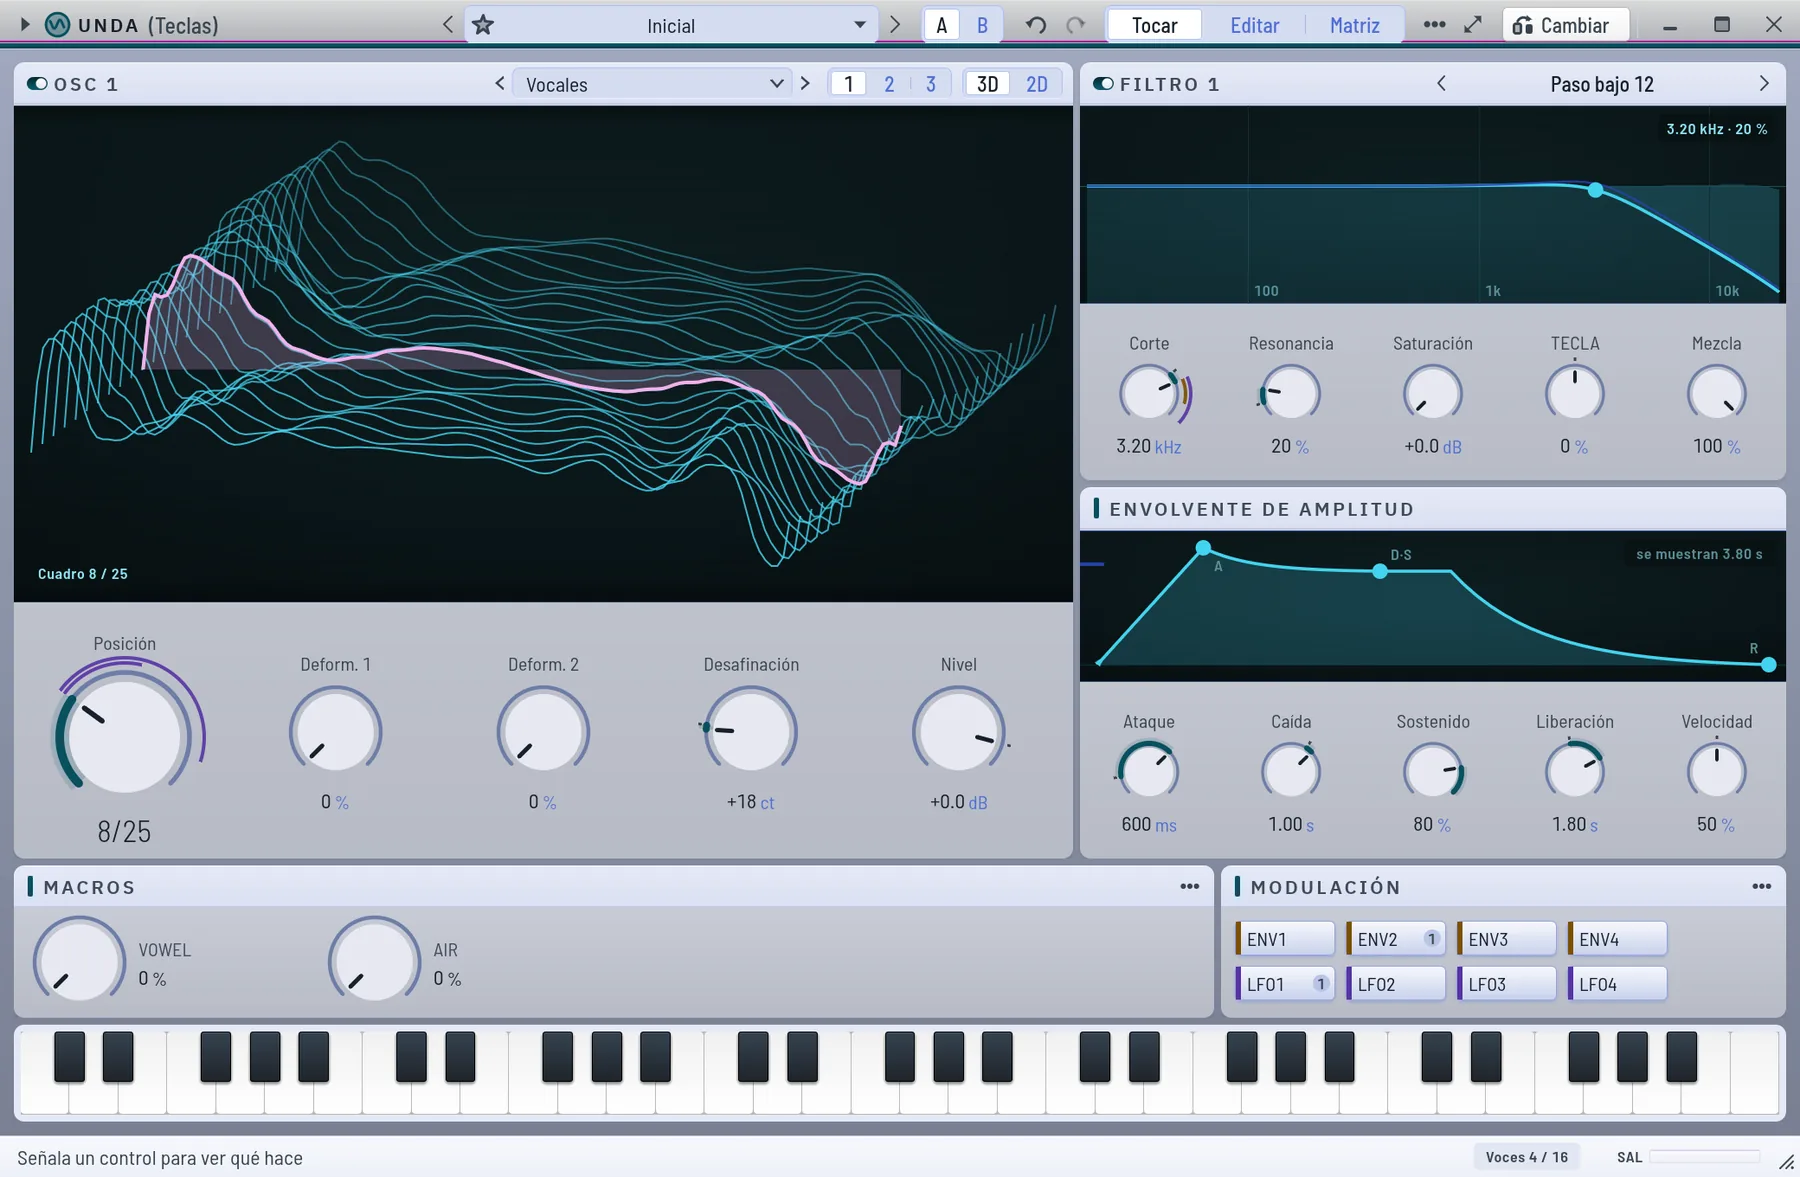 UNDA (Teclas)
Inicial
A B
Tocar Editar Matriz
Cambiar
OSC 1
Vocales
1 2 3
3D 2D
Cuadro 8 / 25
Posición
8/25
Deform. 1
0 %
Deform. 2
0 %
Desafinación
+18 ct
Nivel
+0.0 dB
FILTRO 1
Paso bajo 12
3.20 kHz · 20 %
100 1k 10k
Corte
3.20 kHz
Resonancia
20 %
Saturación
+0.0 dB
TECLA
0 %
Mezcla
100 %
ENVOLVENTE DE AMPLITUD
se muestran 3.80 s
A
D·S
R
Ataque
600 ms
Caída
1.00 s
Sostenido
80 %
Liberación
1.80 s
Velocidad
50 %
MACROS
VOWEL
0 %
AIR
0 %
MODULACIÓN
ENV1 ENV2 1 ENV3 ENV4
LFO1 1 LFO2 LFO3 LFO4
Señala un control para ver qué hace
Voces 4 / 16
SAL